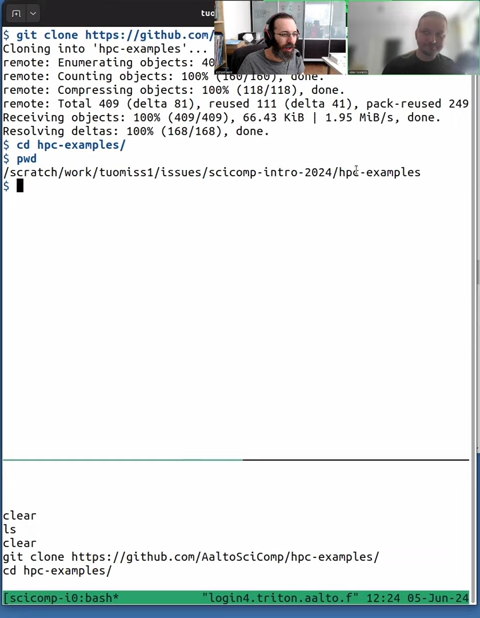 tuo
$ git clone https://github.com/
Cloning into 'hpc-examples'...
remote: Enumerating objects: 40
remote: Counting objects: 100% (160/160), done.
remote: Compressing objects: 100% (118/118), done.
remote: Total 409 (delta 81), reused 111 (delta 41), pack-reused 249
Receiving objects: 100% (409/409), 66.43 KiB | 1.95 MiB/s, done.
Resolving deltas: 100% (168/168), done.
$ cd hpc-examples/
$ pwd
/scratch/work/tuomiss1/issues/scicomp-intro-2024/hpc-examples
$
clear
ls
clear
git clone https://github.com/AaltoSciComp/hpc-examples/
cd hpc-examples/
[scicomp-i0:bash* "login4.triton.aalto.f" 12:24 05-Jun-24